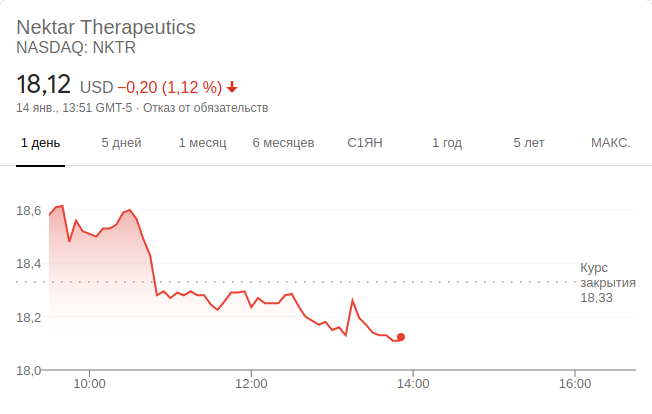 Nektar Therapeutics
NASDAQ: NKTR
18,12 USD −0,20 (1,12 %)
14 янв., 13:51 GMT-5 · Отказ от обязательств
1 день 5 дней 1 месяц 6 месяцев С1ЯН 1 год 5 лет МАКС.
18,6
18,4
Курс
закрытия
18,33
18,2
18,0
10:00 12:00 14:00 16:00